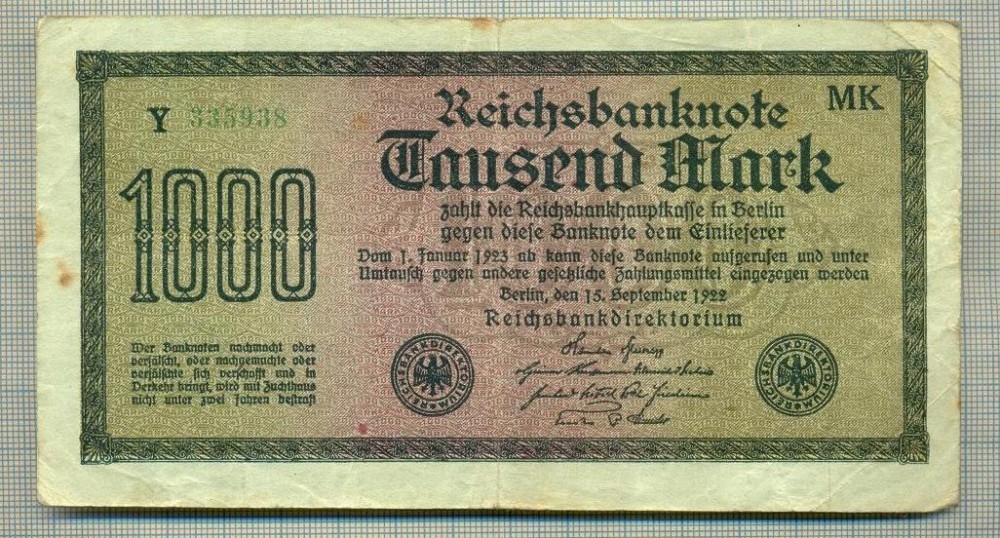 Y 335938
MK
Reichsbanknote
Tausend Mark
1000
zahlt die Reichsbankhauptkasse in Berlin
gegen diese Banknote dem Einlieferer
Dom 1. Januar 1923 ab kann diese Banknote aufgerufen und unter
Umtausch gegen andere gesetzliche Zahlungsmittel eingezogen werden
Berlin, den 15. September 1922
Reichsbankdirektorium
Wer Banknoten nachmacht oder
verfälscht, oder nachgemachte oder
verfälschte sich verschafft und in
Verkehr bringt, wird mit Zuchthaus
nicht unter zwei Jahren bestraft
REICHSBANKDIREKTORIUM
REICHSBANKDIREKTORIUM